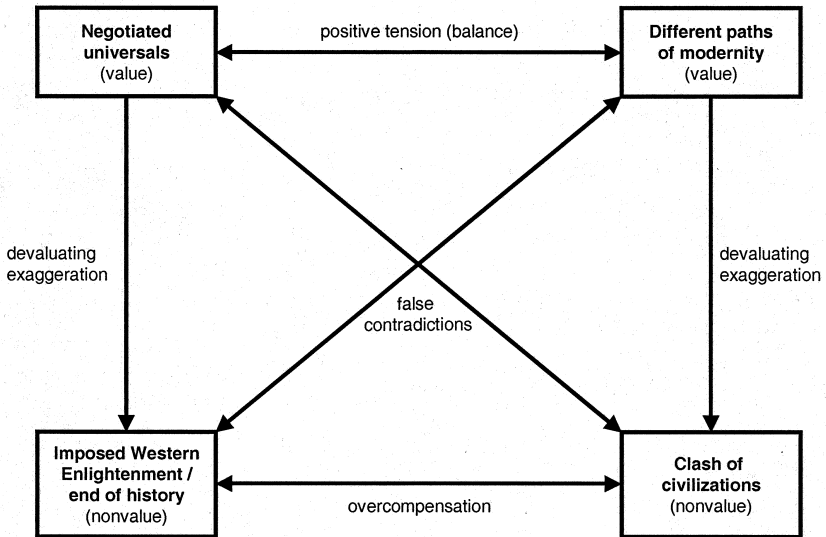 Negotiated
universals
(value)
positive tension (balance)
Different paths
of modernity
(value)
devaluating
exaggeration
devaluating
exaggeration
false
contradictions
Imposed Western
Enlightenment /
end of history
(nonvalue)
overcompensation
Clash of
civilizations
(nonvalue)